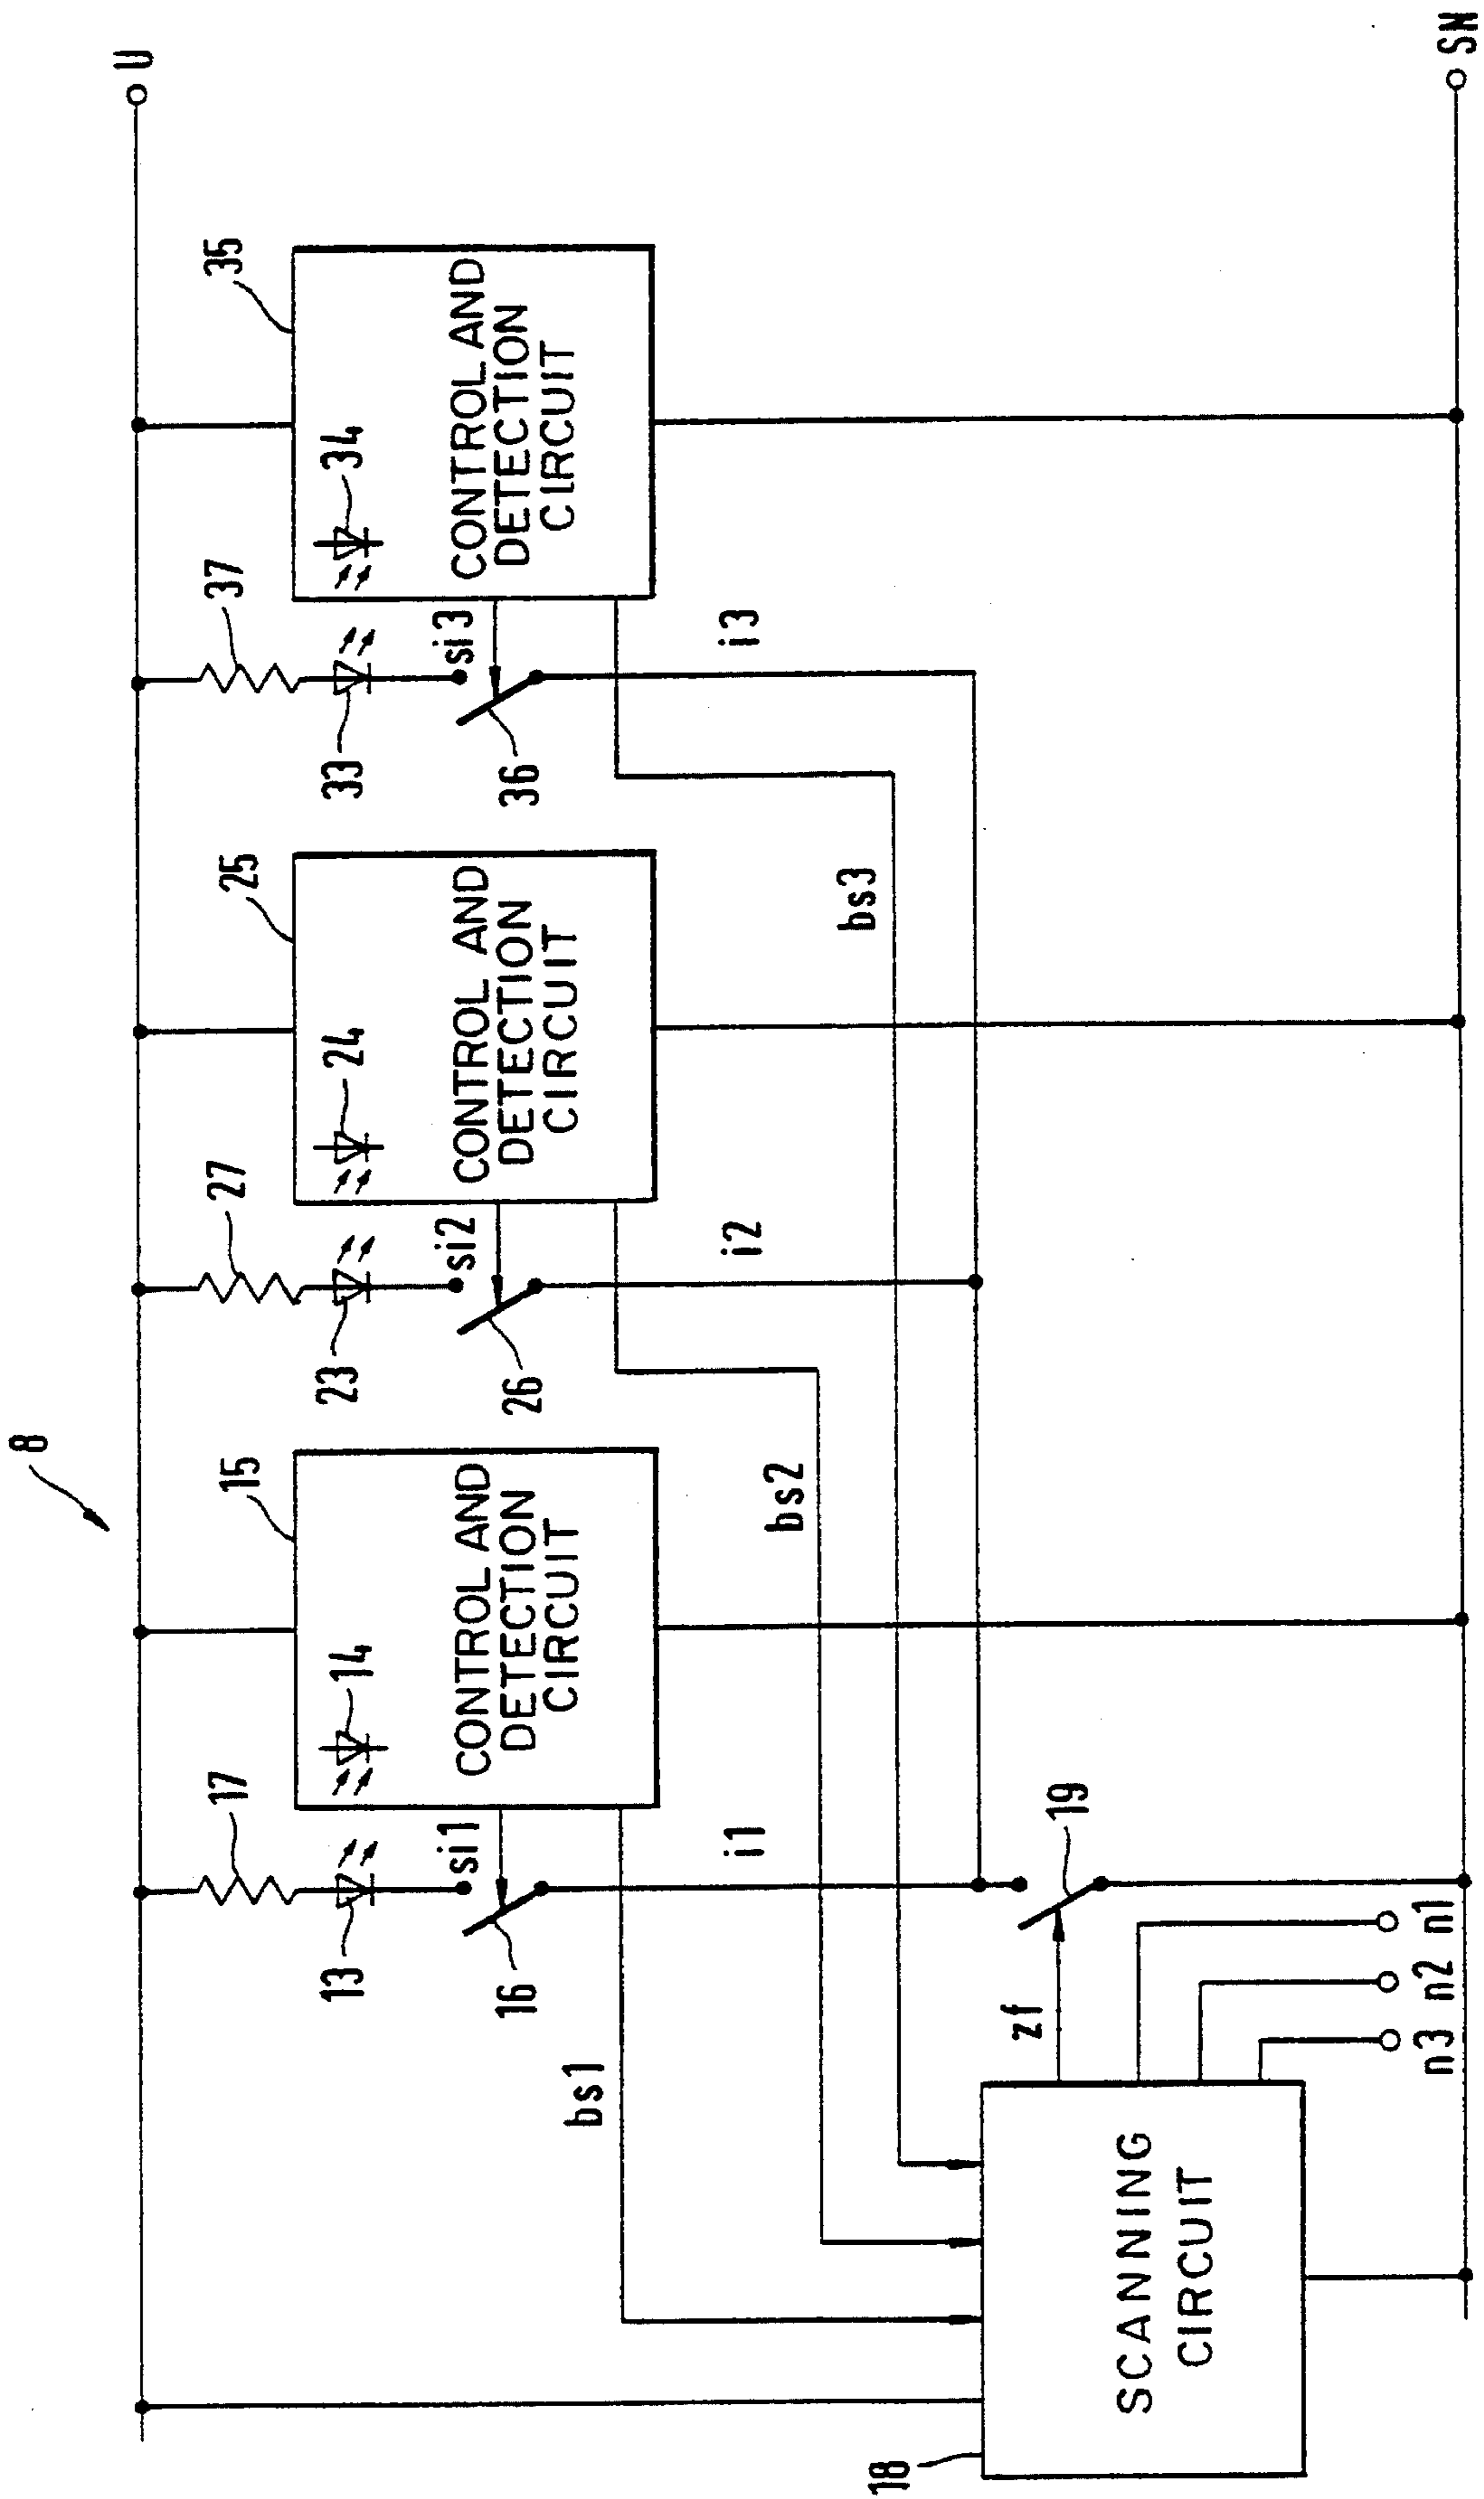 8
U
17
27
37
15
25
35
13
14
23
24
33
34
si1
si2
si3
CONTROL AND
DETECTION
CIRCUIT
CONTROL AND
DETECTION
CIRCUIT
CONTROL AND
DETECTION
CIRCUIT
16
26
36
bs1
i1
i2
i3
bs2
bs3
18
zf
19
SCANNING
CIRCUIT
n3
n2
n1
SN